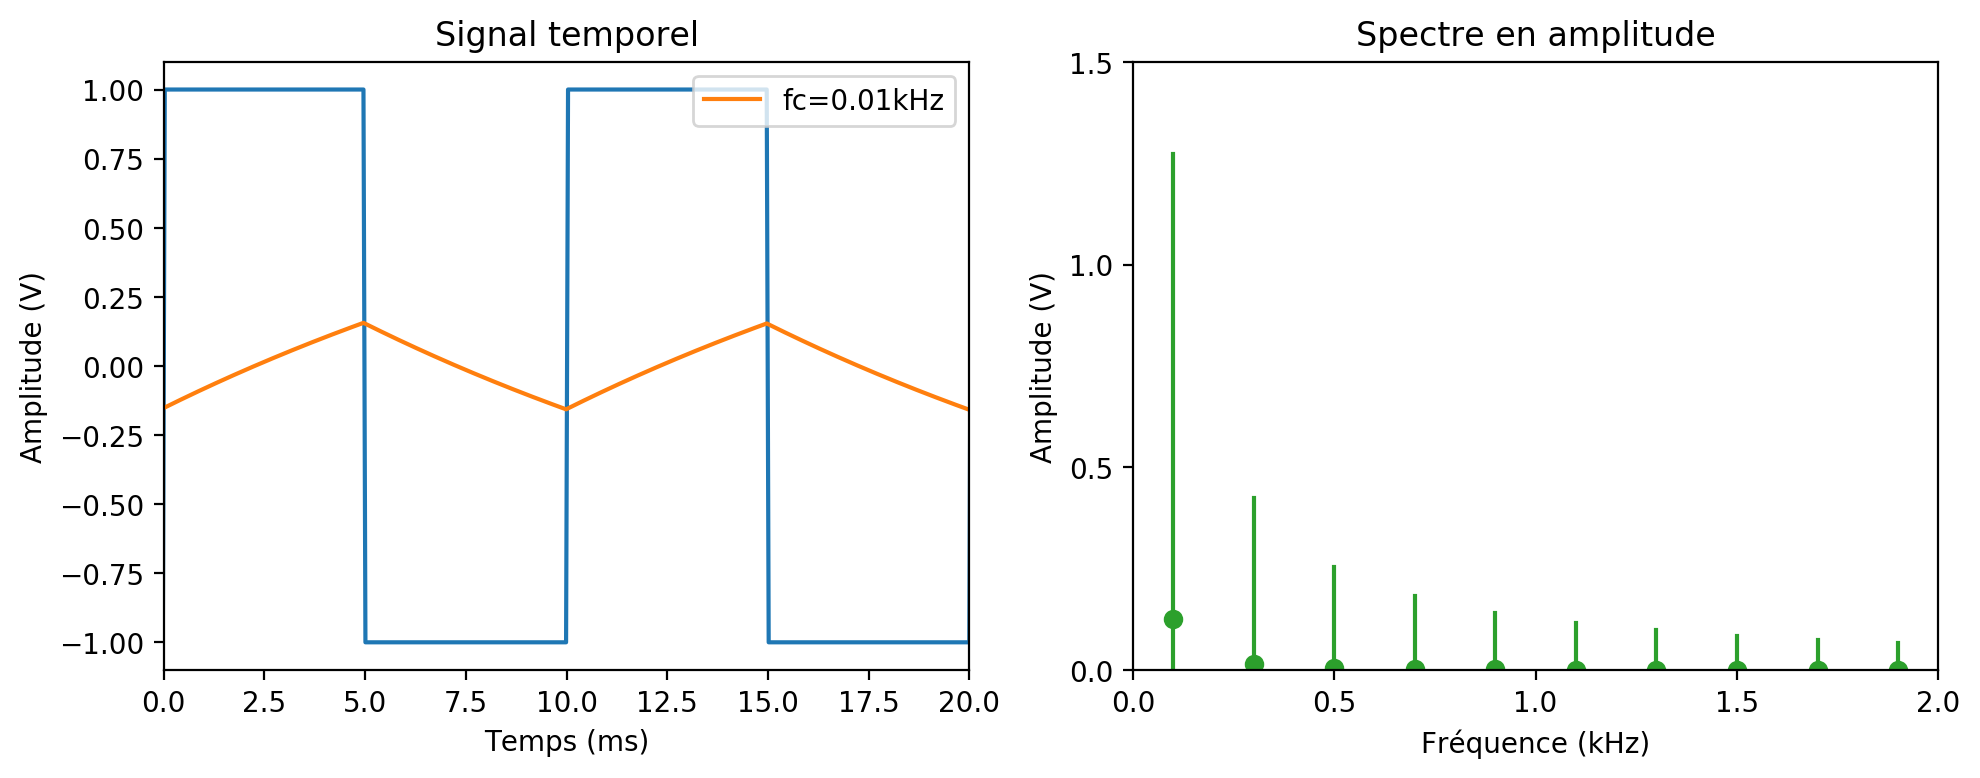 Signal temporel
fc=0.01kHz
1.00
0.75
0.50
0.25
0.00
−0.25
−0.50
−0.75
−1.00
Amplitude (V)
0.0 2.5 5.0 7.5 10.0 12.5 15.0 17.5 20.0
Temps (ms)
Spectre en amplitude
1.5
1.0
0.5
0.0
Amplitude (V)
0.0 0.5 1.0 1.5 2.0
Fréquence (kHz)